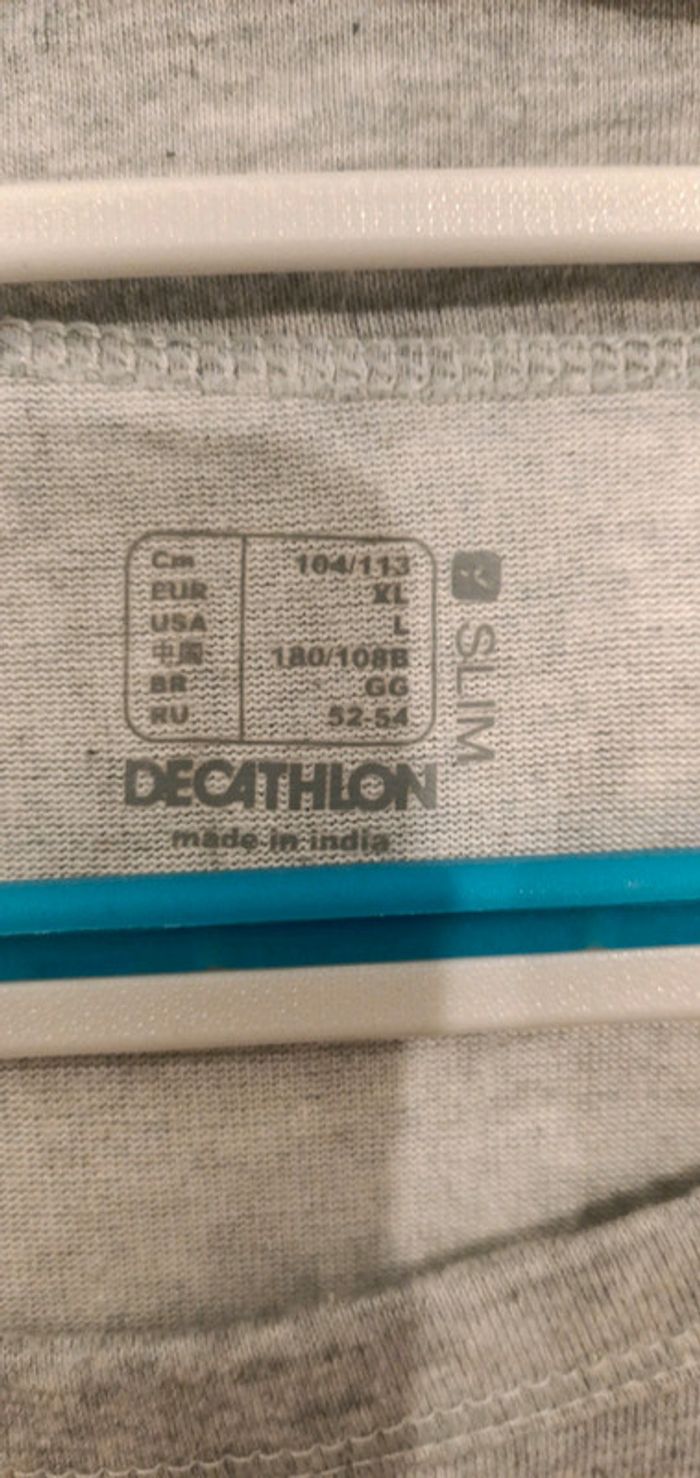 Cm 104/113
EUR XL
USA L
中国 180/108B
BR GG
RU 52-54
SLIM
DECATHLON
made in india